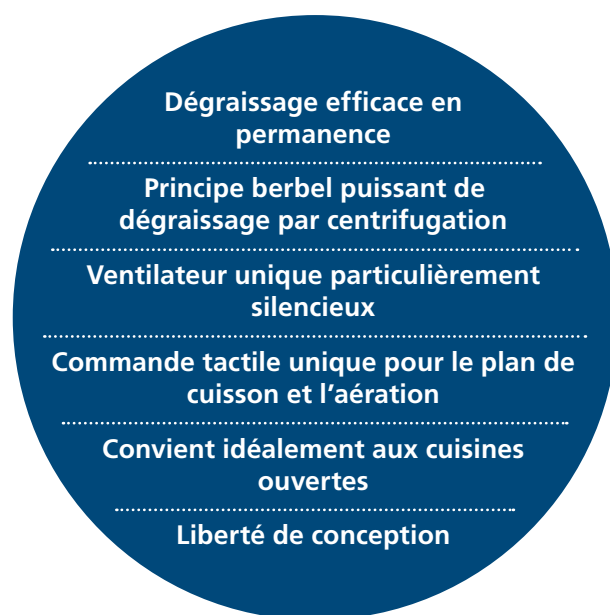 Dégraissage efficace en
permanence
Principe berbel puissant de
dégraissage par centrifugation
Ventilateur unique particulièrement
silencieux
Commande tactile unique pour le plan de
cuisson et l’aération
Convient idéalement aux cuisines
ouvertes
Liberté de conception